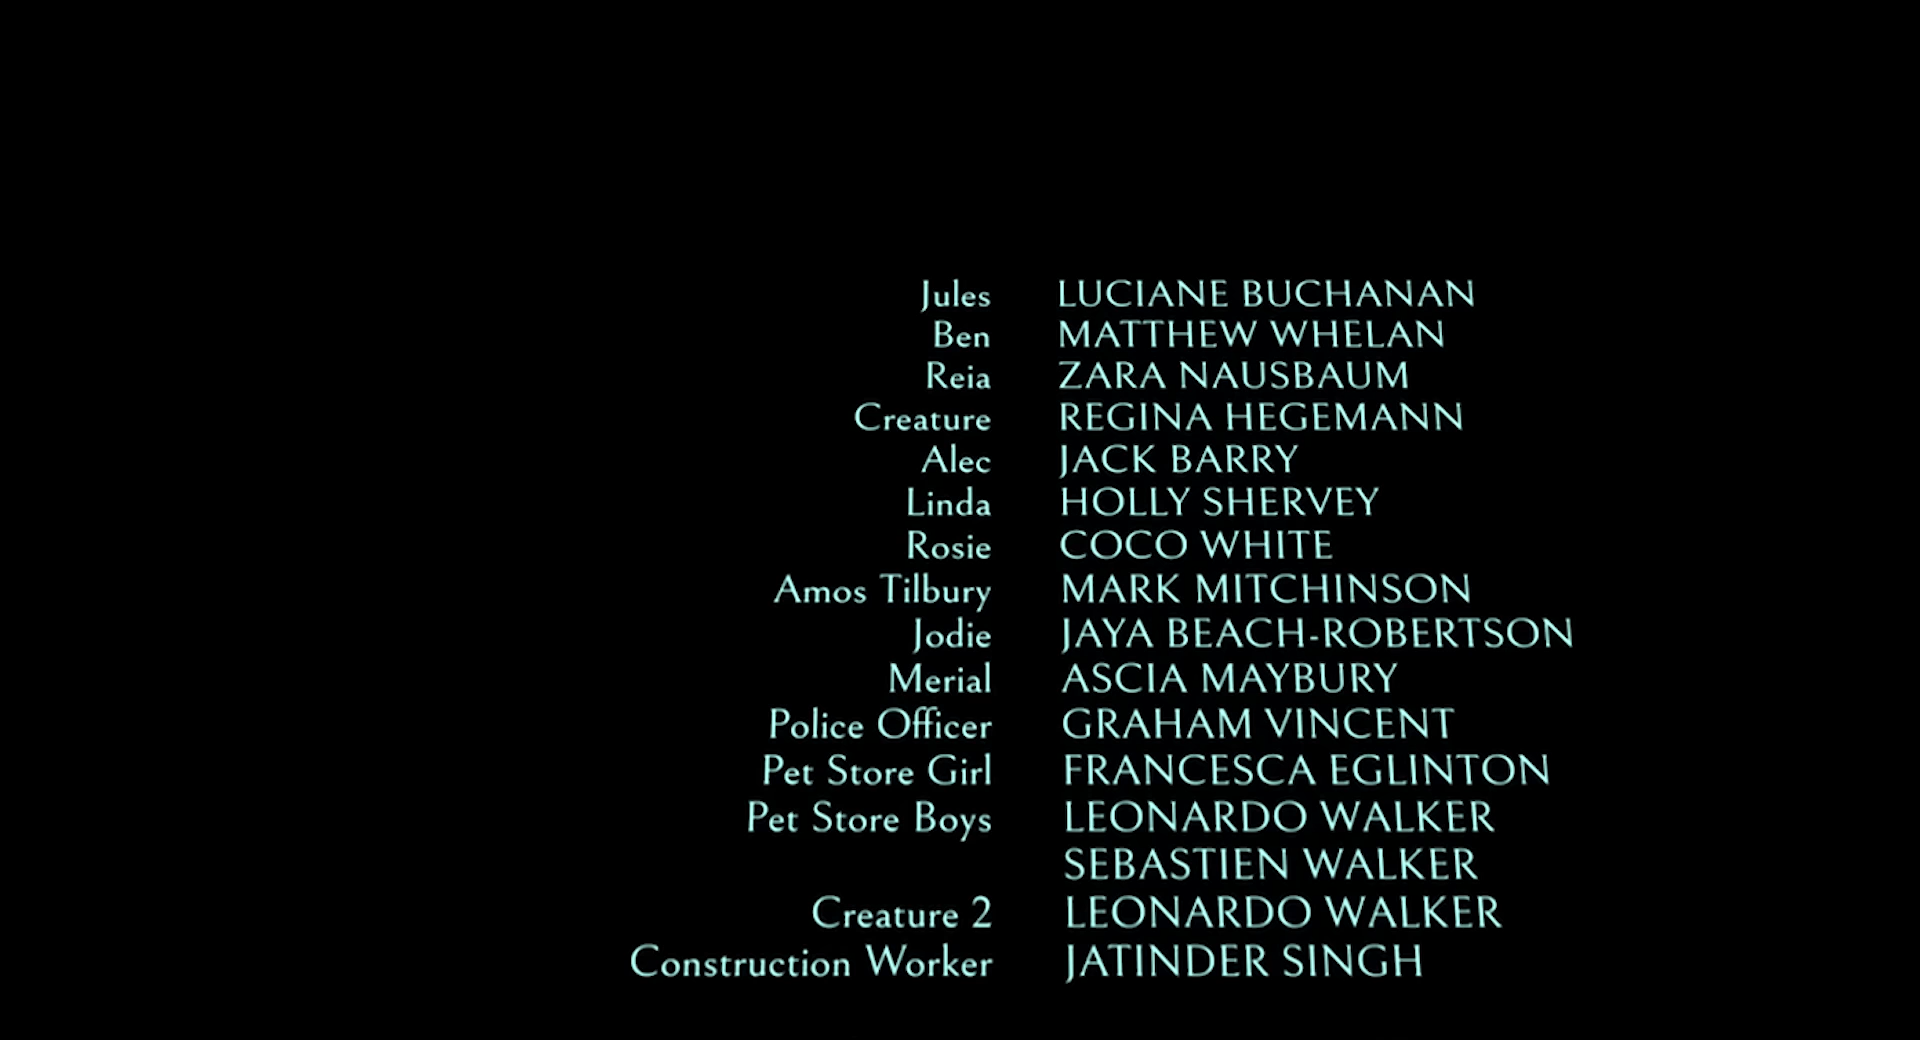 Jules LUCIANE BUCHANAN
Ben MATTHEW WHELAN
Reia ZARA NAUSBAUM
Creature REGINA HEGEMANN
Alec JACK BARRY
Linda HOLLY SHERVEY
Rosie COCO WHITE
Amos Tilbury MARK MITCHINSON
Jodie JAYA BEACH-ROBERTSON
Merial ASCIA MAYBURY
Police Officer GRAHAM VINCENT
Pet Store Girl FRANCESCA EGLINTON
Pet Store Boys LEONARDO WALKER
SEBASTIEN WALKER
Creature 2 LEONARDO WALKER
Construction Worker JATINDER SINGH